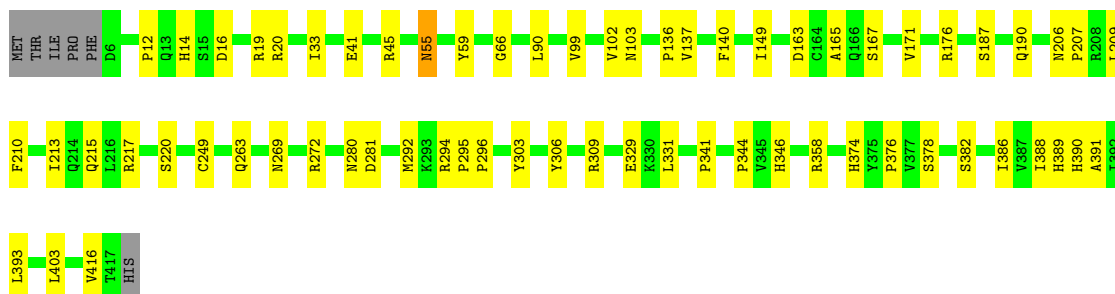 MET THR ILE PRO PHE D6 P12 Q13 H14 S15 D16 R19 R20 I33 E41 R45 N55 Y59 G66 L90 V99 V102 N103 P136 V137 F140 I149 D163 C164 A165 Q166 S167 V171 R176 S187 Q190 N206 P207 R208 L209
F210 I213 Q214 Q215 L216 R217 S220 C249 Q263 N269 R272 N280 D281 M292 K293 R294 P295 P296 Y303 Y306 R309 E329 K330 L331 P341 P344 V345 H346 R358 H374 Y375 P376 V377 S378 S382 I386 V387 I388 H389 H390 A391 I392
L393 L403 V416 T417 HIS